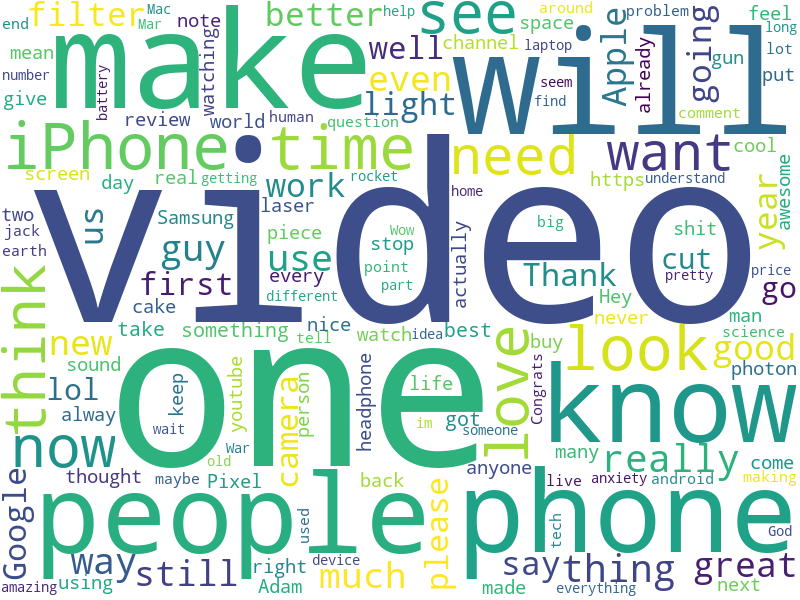 filter
Mac
help
around
problem
end
Mar
note
better
see
space
feel
long
mean
make
well
channel
laptop
Apple
going
lot
number
battery
watching
even
will
seem
already
gun
put
give
light
find
comment
review
world
human
question
iPhone
time
need
want
cool
screen
day
real
getting
rocket
work
home
https
understand
year
awesome
two
us
Samsung
laser
video
jack
guy
piece
Wow
stop
actually
big
shit
earth
use
point
Thank
cut
pretty
price
first
every
different
part
Hey
go
think
cake
take
something
nice
tell
watch
idea
best
buy
never
man
science
new
sound
one
look
good
lol
youtube
camera
person
headphone
life
love
Congrats
know
photon
alway
keep
im
got
now
wait
War
someone
many
really
come
old
thought
maybe
Pixel
back
anyone
live
anxiety
android
making
Google
people
please
phone
used
tech
God
way
still
right
device
say
thing
great
amazing
using
Adam
much
made
everything
next